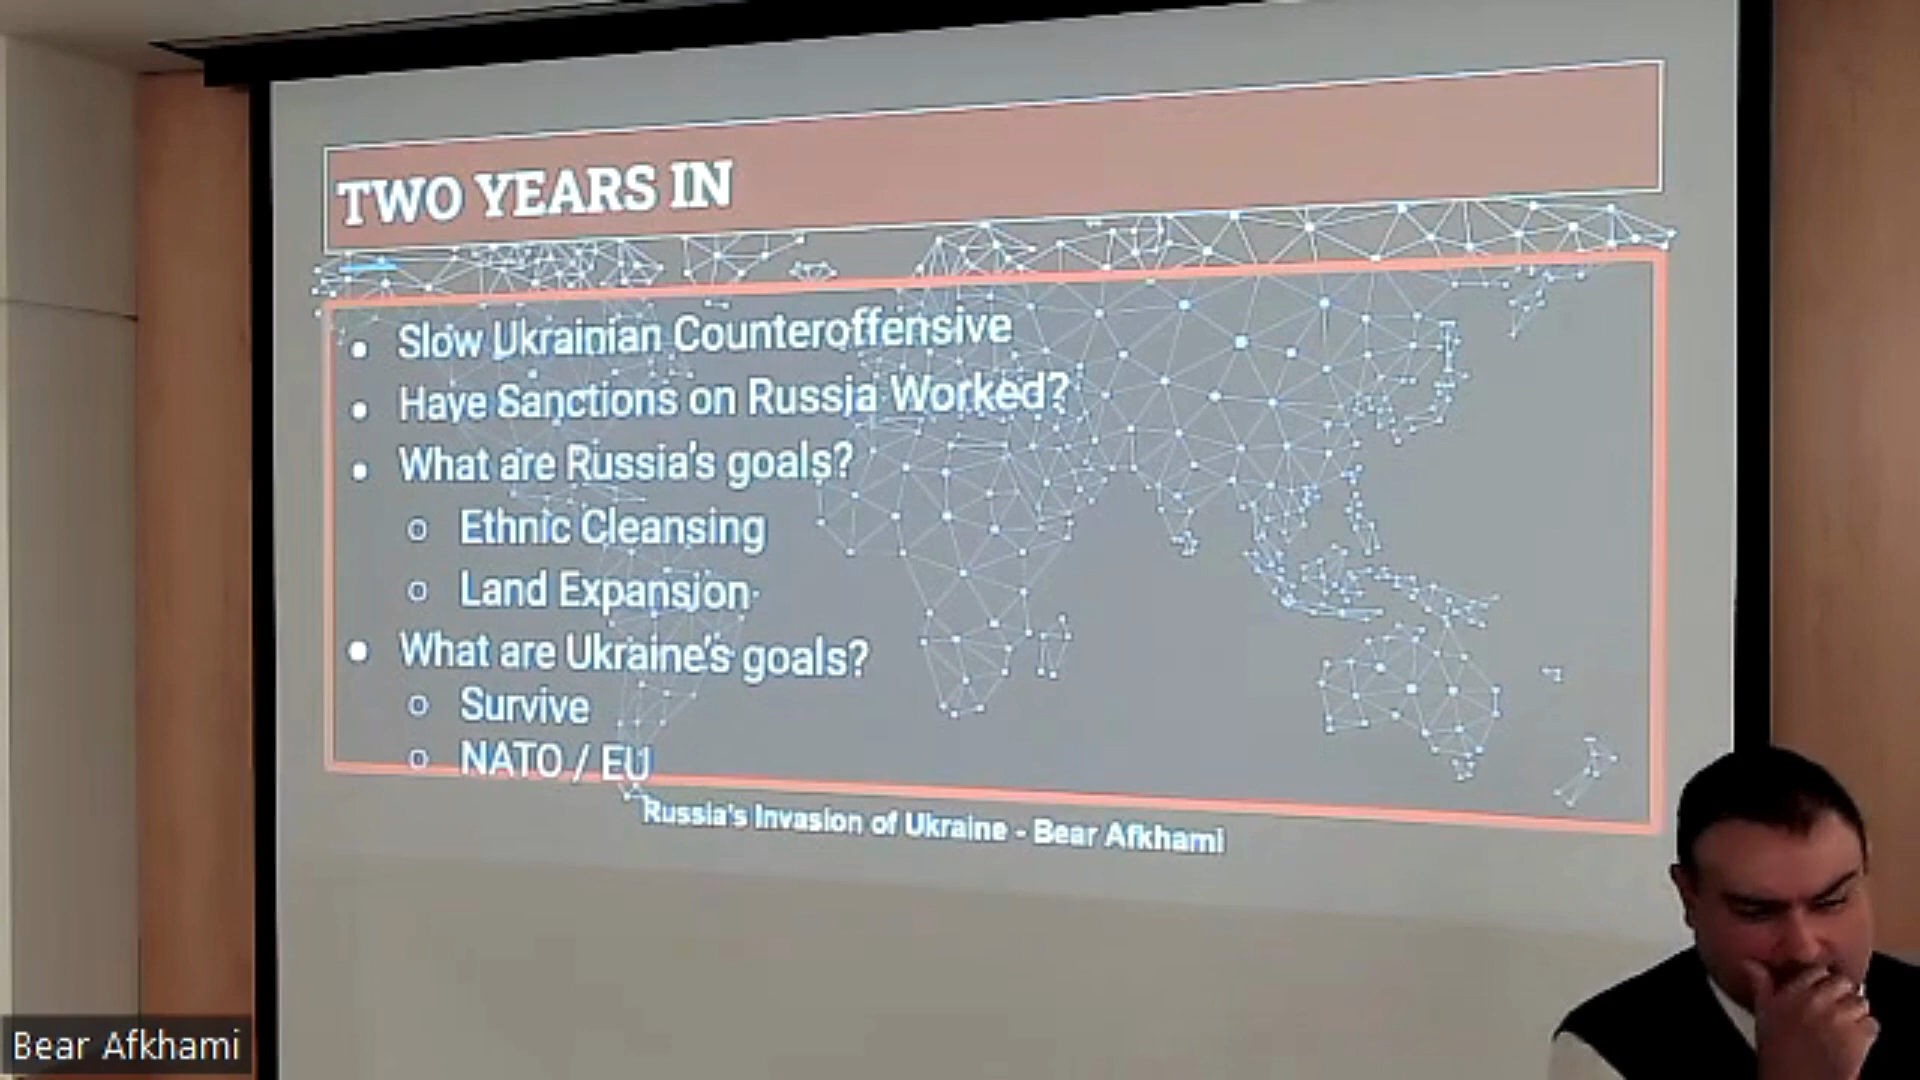 TWO YEARS IN
• Slow Ukrainian Counteroffensive
• Have Sanctions on Russia Worked?
• What are Russia's goals?
o Ethnic Cleansing
o Land Expansion
• What are Ukraine's goals?
o Survive
o NATO / EU
Russia's Invasion of Ukraine - Bear Afkhami
Bear Afkhami